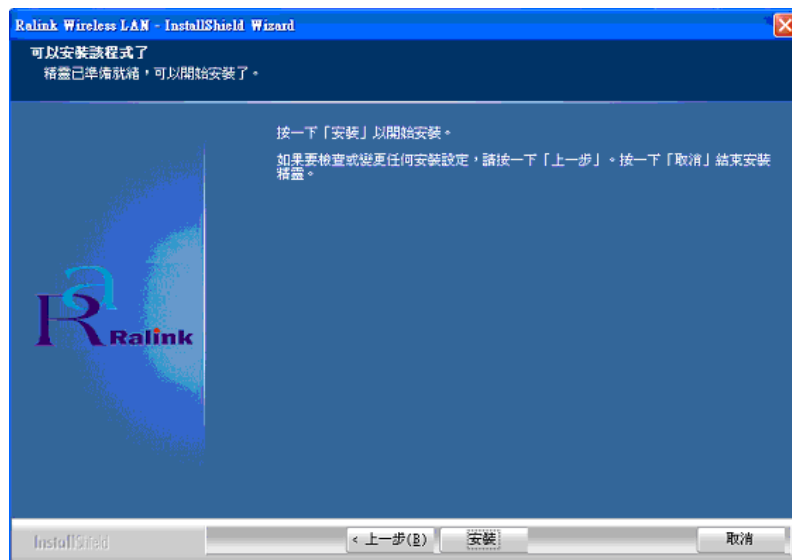 Ralink Wireless LAN - InstallShield Wizard
可以安裝該程式了
精靈已準備就緒，可以開始安裝了。
按一下「安裝」以開始安裝。
如果要檢查或變更任何安裝設定，請按一下「上一步」。按一下「取消」結束安裝
精靈。
Ra
Ralink
InstallShield
< 上一步(B)
安裝
取消